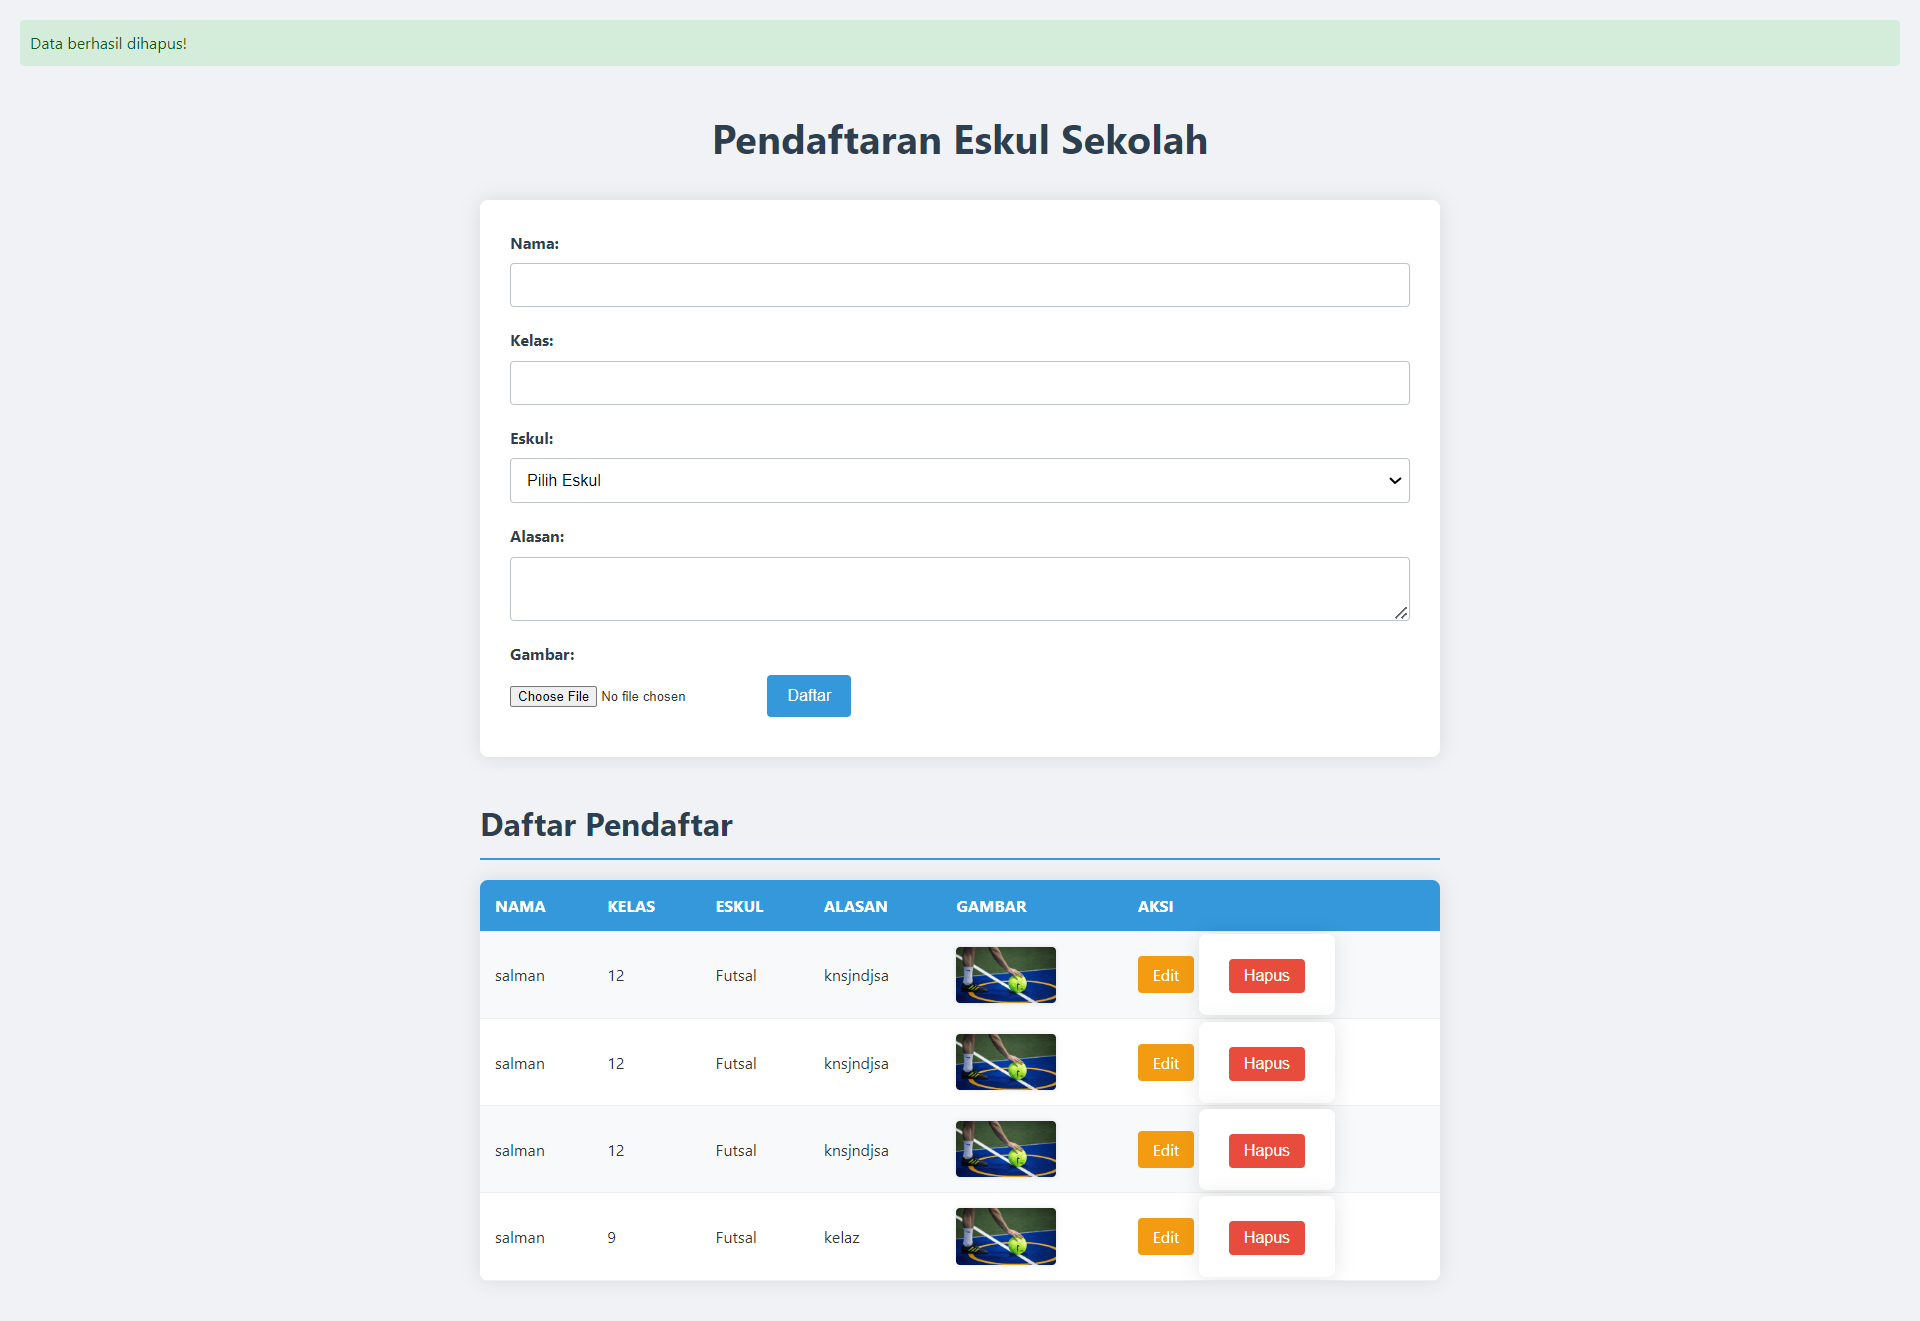 Data berhasil dihapus!
Pendaftaran Eskul Sekolah
Nama:
Kelas:
Eskul:
Pilih Eskul
Alasan:
Gambar:
Choose File No file chosen Daftar
Daftar Pendaftar
NAMA KELAS ESKUL ALASAN GAMBAR AKSI
salman 12 Futsal knsjndjsa Edit Hapus
salman 12 Futsal knsjndjsa Edit Hapus
salman 12 Futsal knsjndjsa Edit Hapus
salman 9 Futsal kelaz Edit Hapus